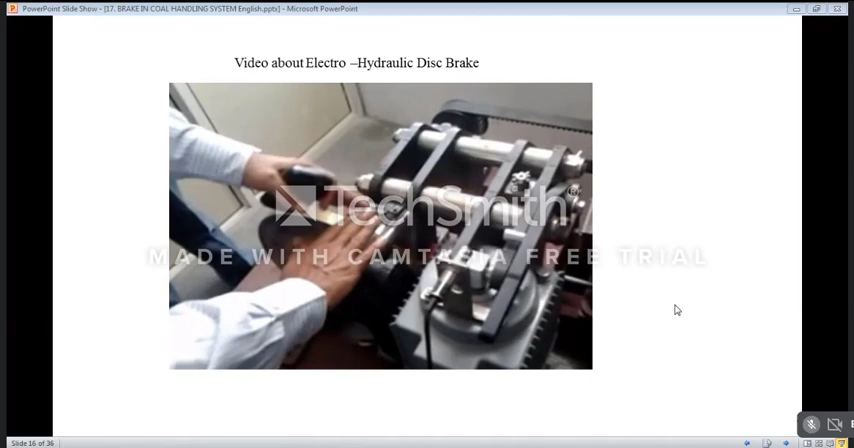 PowerPoint Slide Show - [17. BRAKE IN COAL HANDLING SYSTEM English.pptx] - Microsoft PowerPoint
Video about Electro –Hydraulic Disc Brake
TechSmith®
MADE WITH CAMTASIA FREE TRIAL
Slide 16 of 36